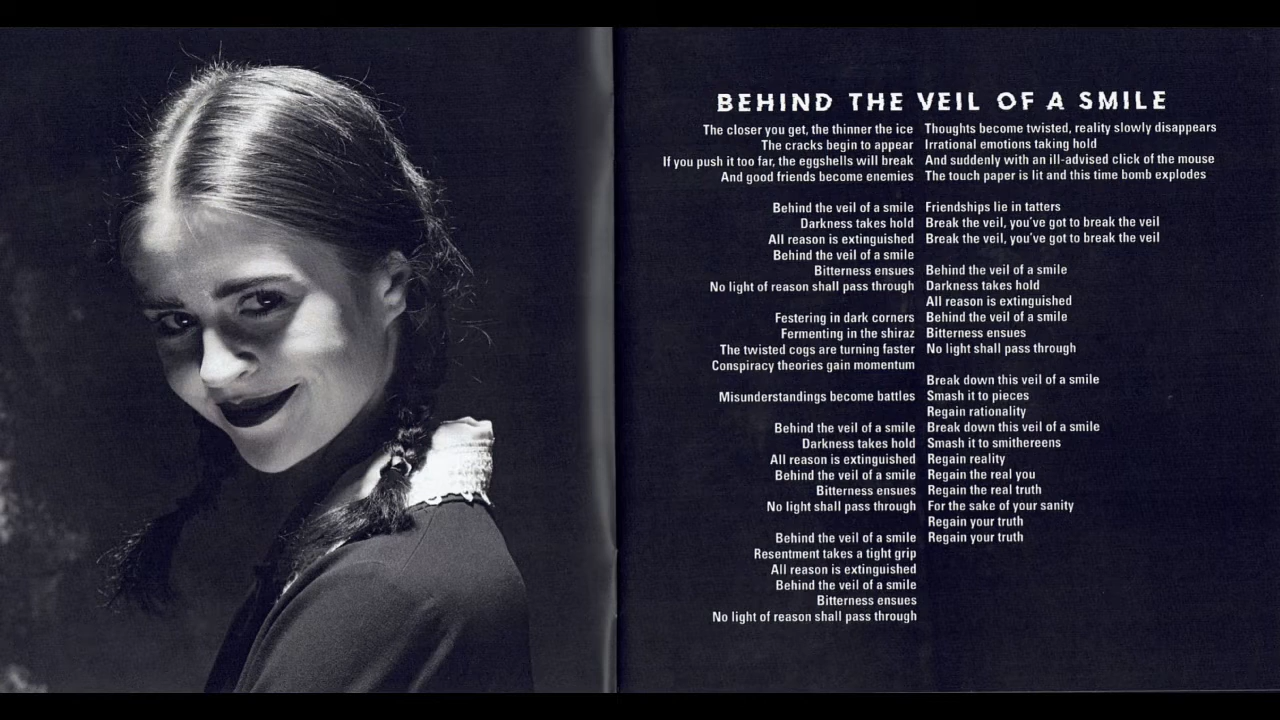 BEHIND THE VEIL OF A SMILE
The closer you get, the thinner the ice
The cracks begin to appear
If you push it too far, the eggshells will break
And good friends become enemies
Behind the veil of a smile
Darkness takes hold
All reason is extinguished
Behind the veil of a smile
Bitterness ensues
No light of reason shall pass through
Festering in dark corners
Fermenting in the shiraz
The twisted cogs are turning faster
Conspiracy theories gain momentum
Misunderstandings become battles
Behind the veil of a smile
Darkness takes hold
All reason is extinguished
Behind the veil of a smile
Bitterness ensues
No light shall pass through
Behind the veil of a smile
Resentment takes a tight grip
All reason is extinguished
Behind the veil of a smile
Bitterness ensues
No light of reason shall pass through
Thoughts become twisted, reality slowly disappears
Irrational emotions taking hold
And suddenly with an ill-advised click of the mouse
The touch paper is lit and this time bomb explodes
Friendships lie in tatters
Break the veil, you've got to break the veil
Break the veil, you've got to break the veil
Behind the veil of a smile
Darkness takes hold
All reason is extinguished
Behind the veil of a smile
Bitterness ensues
No light shall pass through
Break down this veil of a smile
Smash it to pieces
Regain rationality
Break down this veil of a smile
Smash it to smithereens
Regain reality
Regain the real you
Regain the real truth
For the sake of your sanity
Regain your truth
Regain your truth